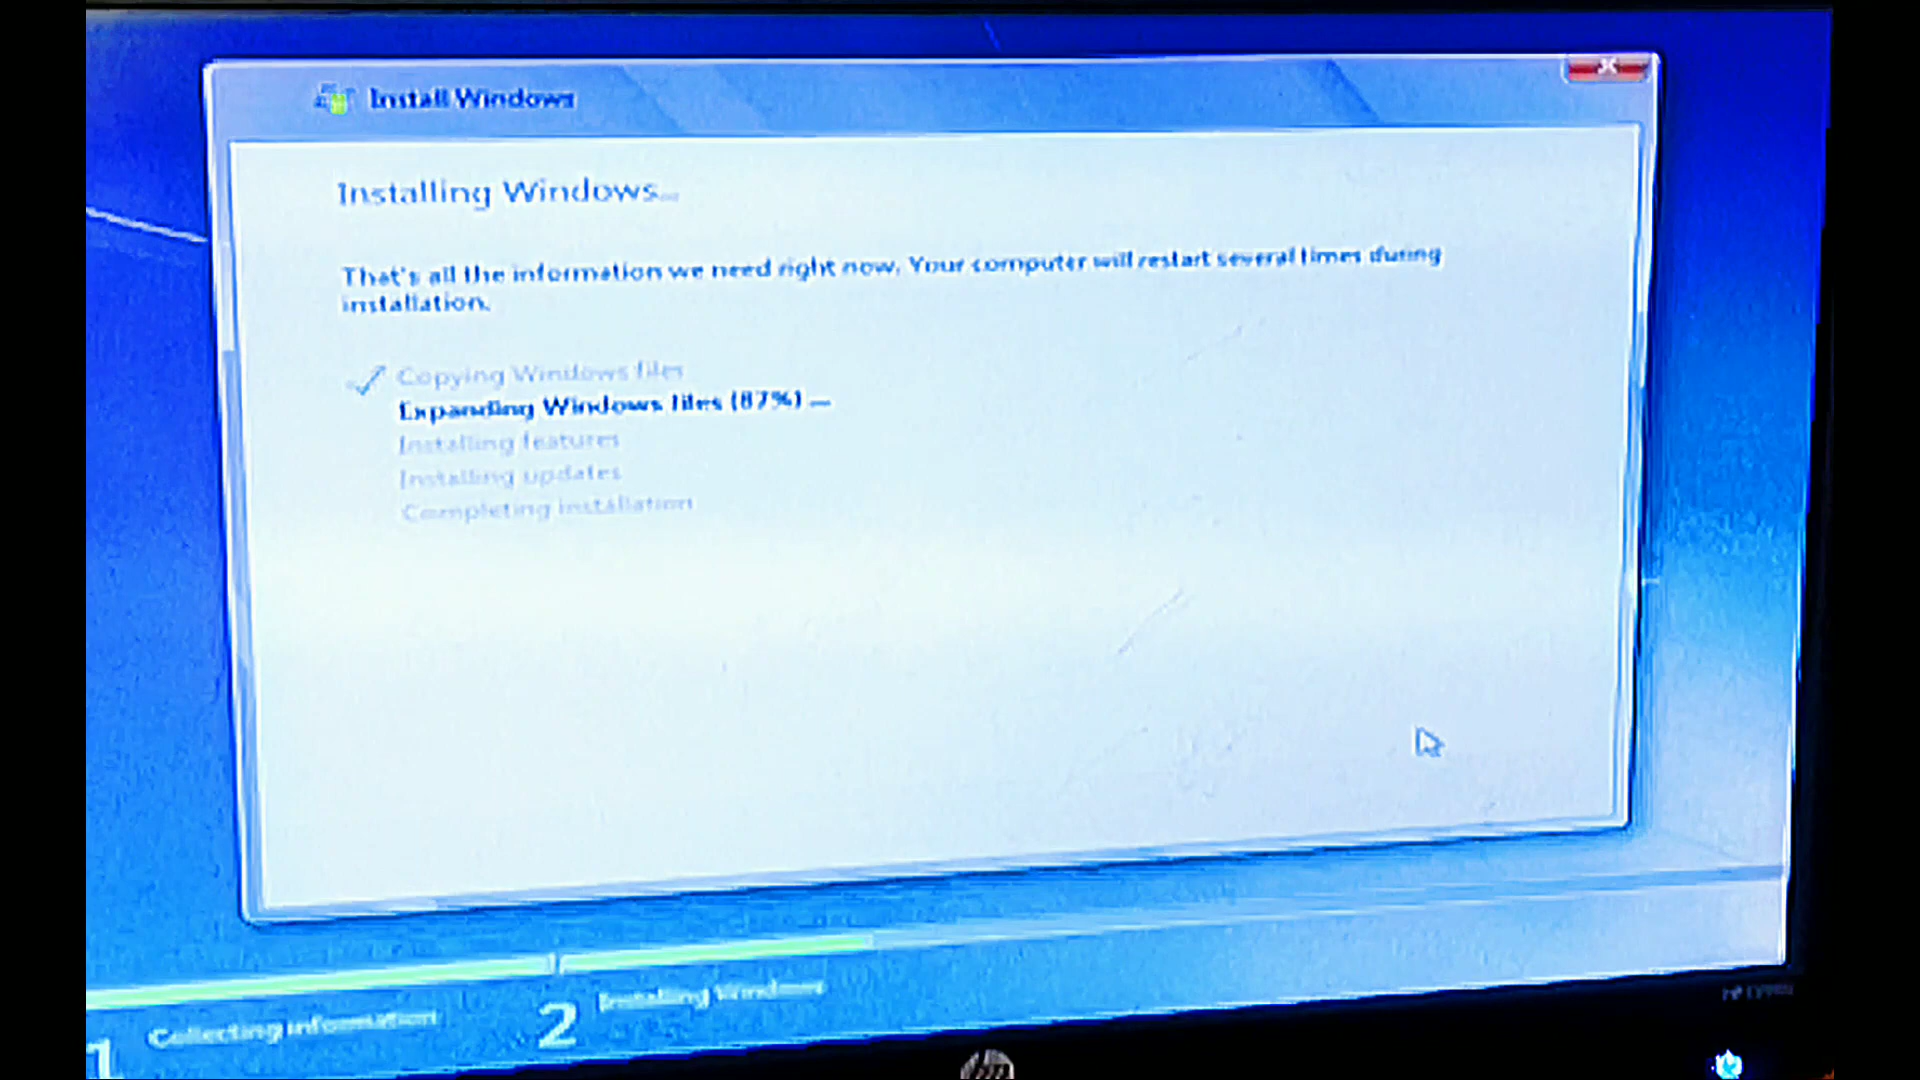 Install Windows
Installing Windows...
That's all the information we need right now. Your computer will restart several times during
installation.
Copying Windows files
Expanding Windows files (87%) ...
Installing features
Installing updates
Completing installation
1 Collecting information
2 Installing Windows
hp